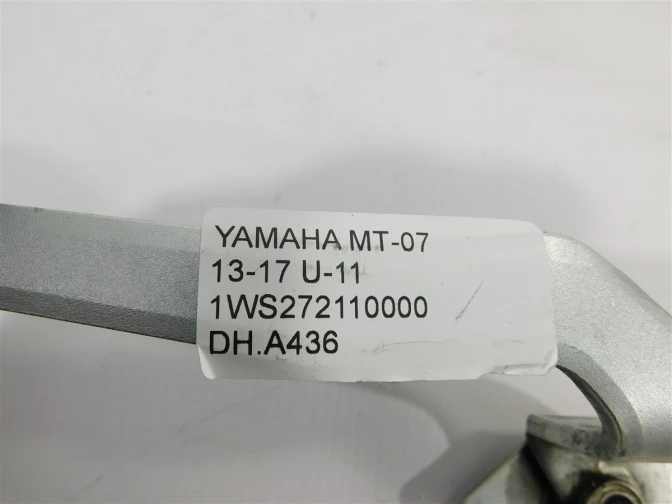 YAMAHA MT-07
13-17 U-11
1WS272110000
DH.A436